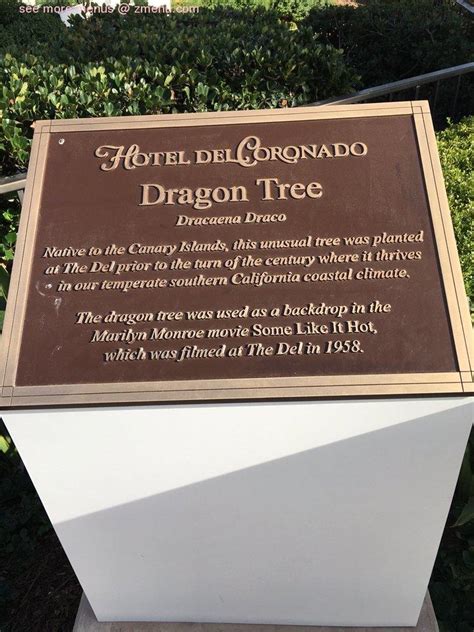 see more menus @ zmenu.com
HOTEL DEL CORONADO
Dragon Tree
Dracaena Draco
Native to the Canary Islands, this unusual tree was planted
at The Del prior to the turn of the century where it thrives
in our temperate southern California coastal climate.
The dragon tree was used as a backdrop in the
Marilyn Monroe movie Some Like It Hot,
which was filmed at The Del in 1958.